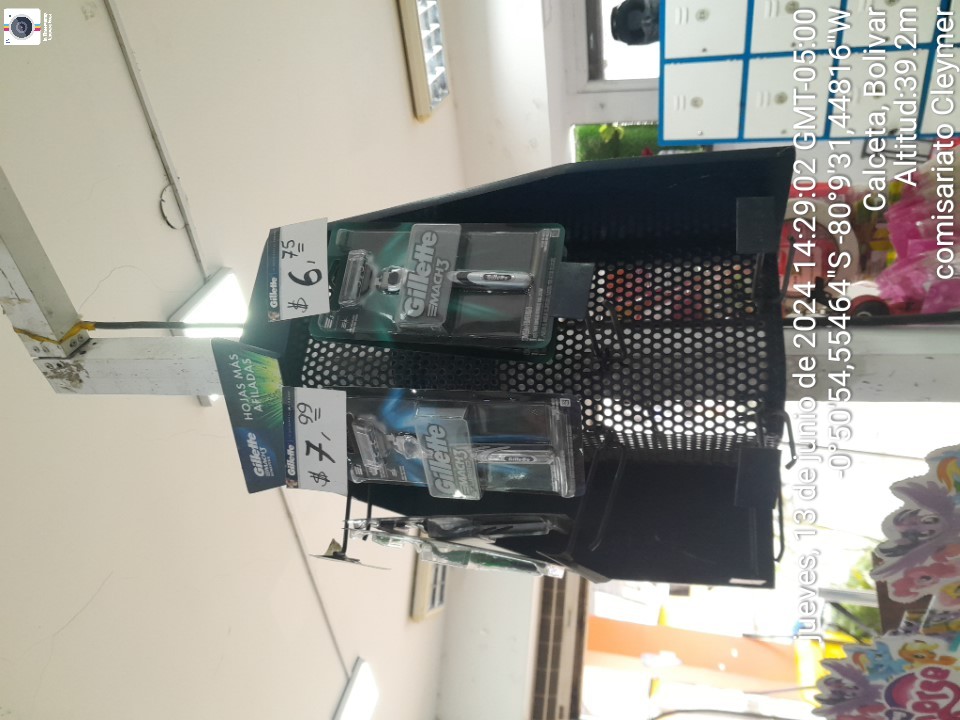 Gillette
MACH3
HOJAS MÁS
AFILADAS
Gillette
$ 7,99
Gillette
$ 6,75
Gillette
MACH3
Gillette
MACH3
jueves, 13 de junio de 2024 14:29:02 GMT-05:00
-0°50'54,55464"S -80°9'31,44816"W
Calceta, Bolivar
Altitud:39.2m
comisariato Cleymer